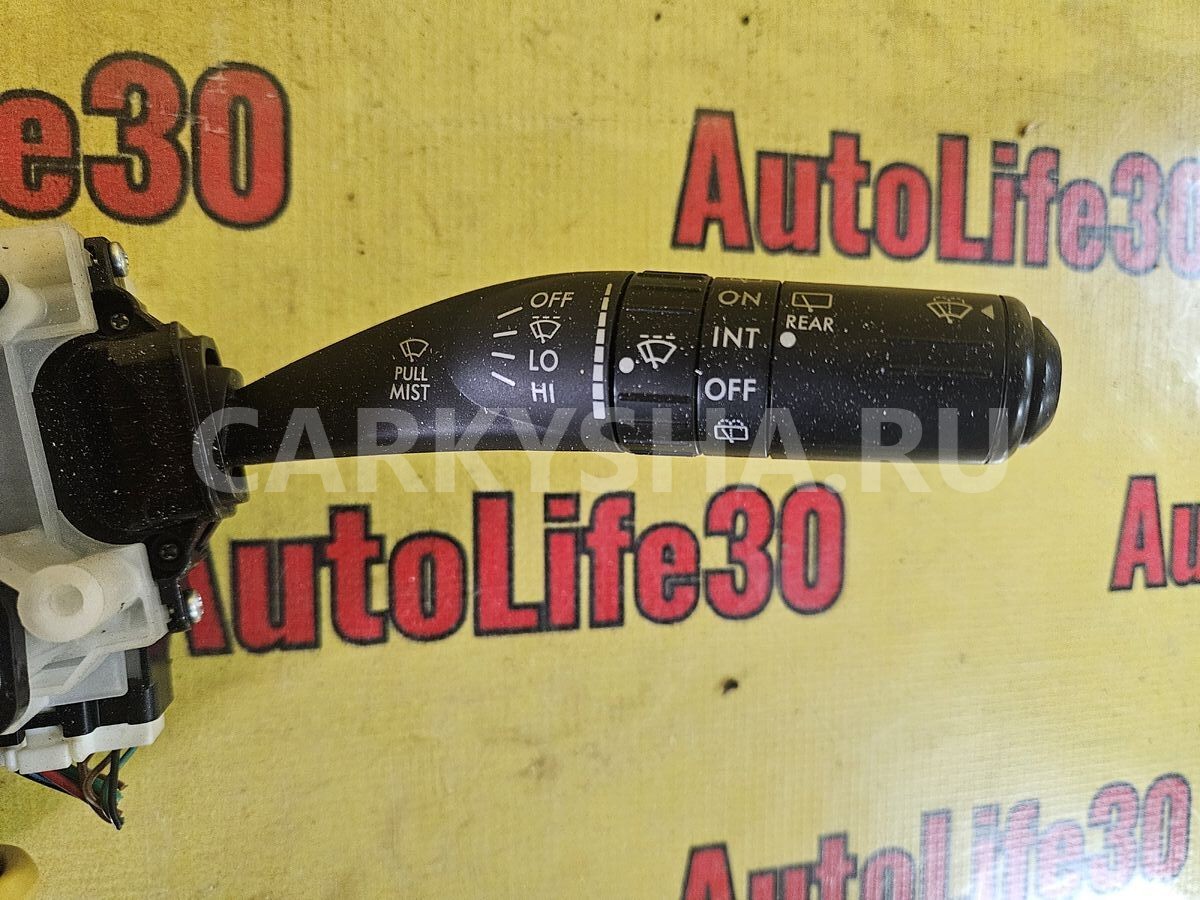 e30
AutoLife30
OFF
LO
HI
PULL
MIST
ON
INT
OFF
REAR
CARKYSHA.RU
AutoLife30
Au
AutoLife30